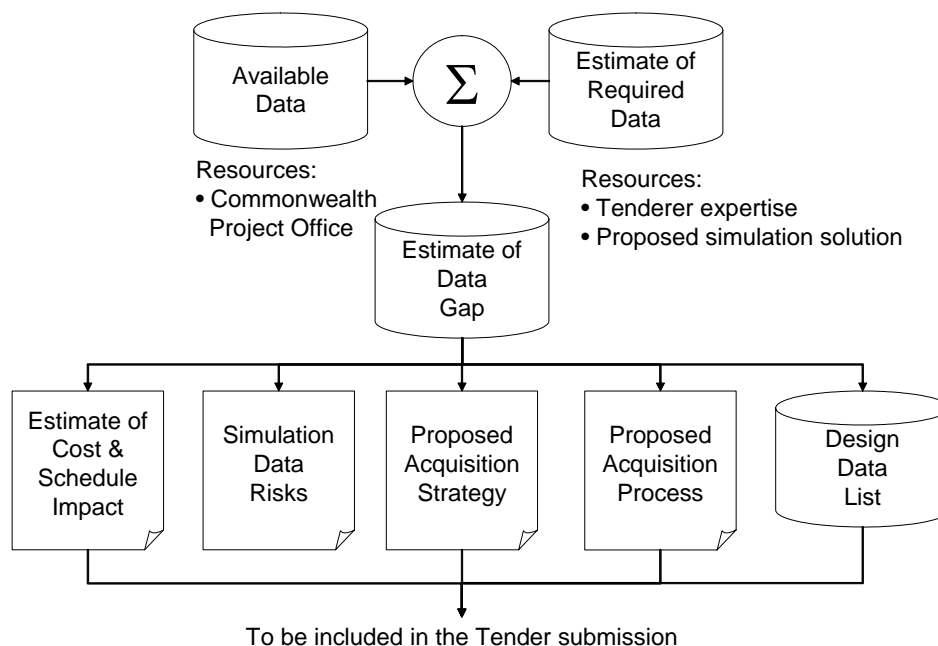 Available
Data
Σ
Estimate of
Required
Data
Resources:
• Commonwealth
Project Office
Resources:
• Tenderer expertise
• Proposed simulation solution
Estimate of
Data
Gap
Estimate of
Cost &
Schedule
Impact
Simulation
Data
Risks
Proposed
Acquisition
Strategy
Proposed
Acquisition
Process
Design
Data
List
To be included in the Tender submission